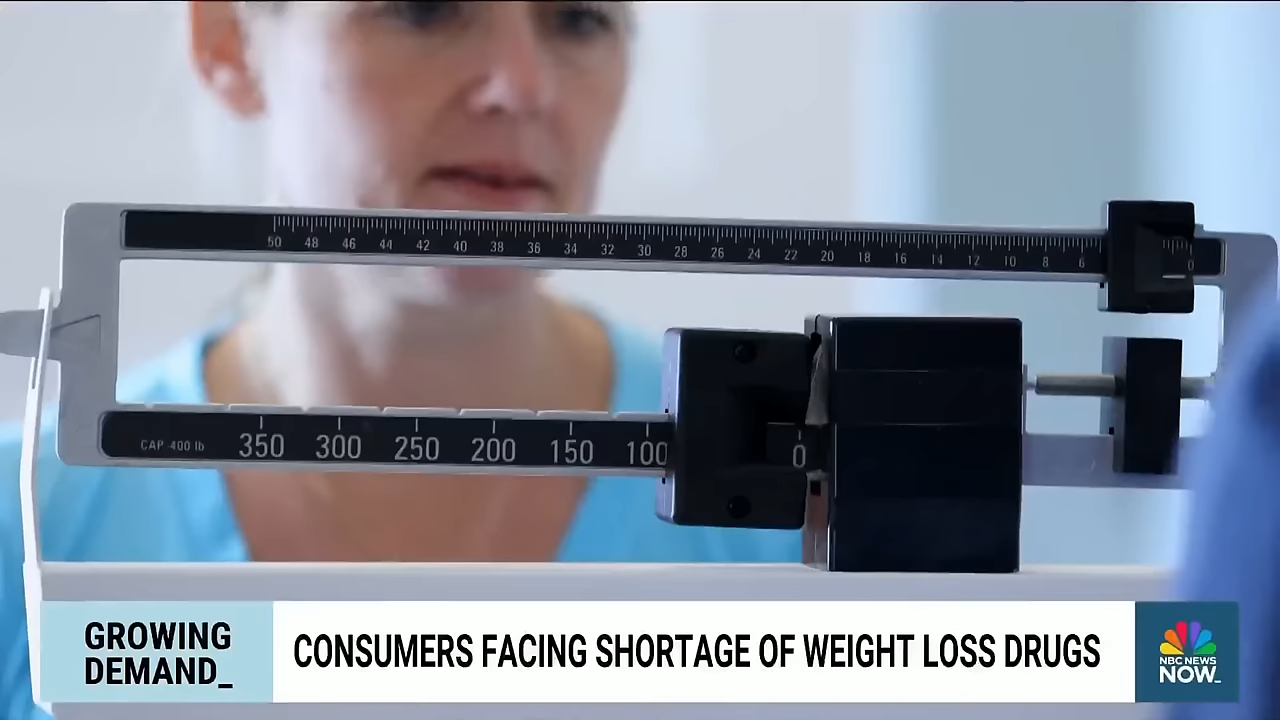 50 48 46 44 42 40 38 36 34 32 30 28 26 24 22 20 18 16 14 12 10 8 6 0
CAP 400 lb 350 300 250 200 150 100 0
GROWING
DEMAND_
CONSUMERS FACING SHORTAGE OF WEIGHT LOSS DRUGS
NBC NEWS
NOW_